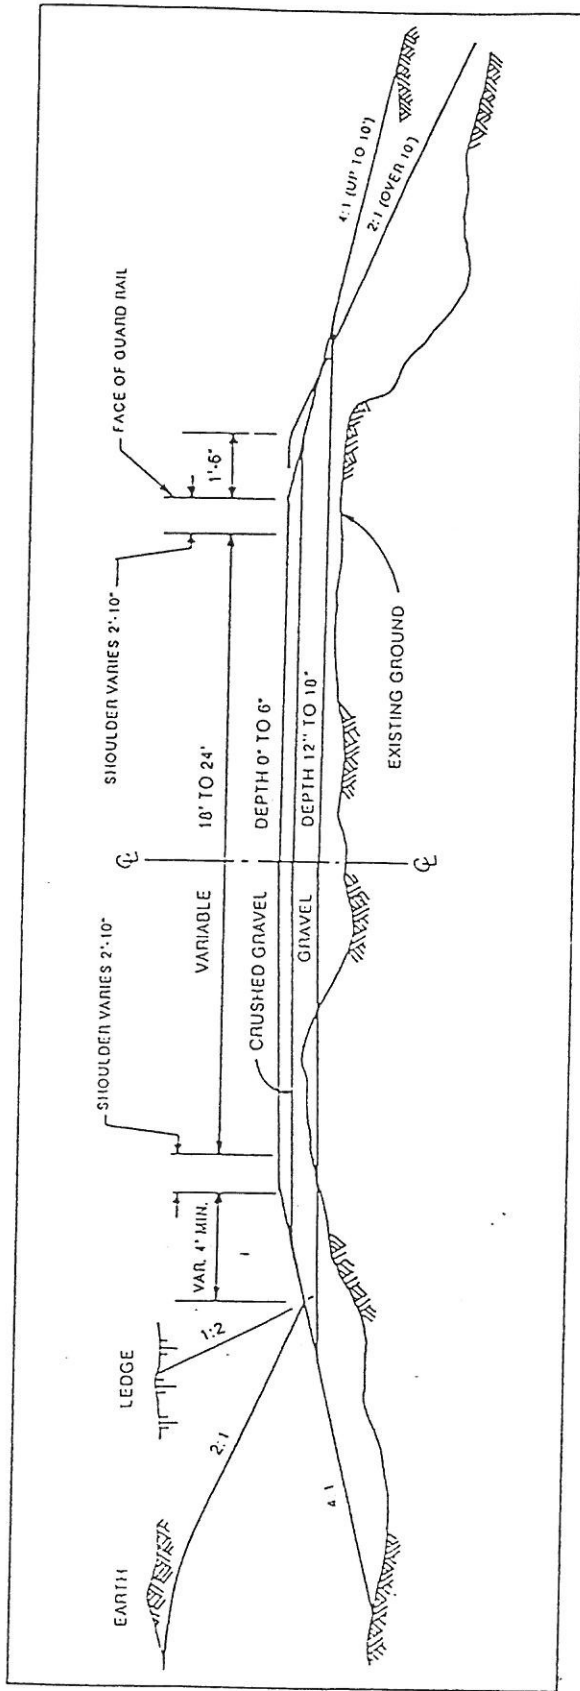 EARTH
LEDGE
SHOULDER VARIES 2'-10"
SHOULDER VARIES 2'-10"
FACE OF GUARD RAIL
VAR. 4' MIN.
VARIABLE
18' TO 24'
1'-6"
1:2
2:1
4:1
CRUSHED GRAVEL
DEPTH 0" TO 6"
GRAVEL
DEPTH 12" TO 18"
4:1 (UP TO 10')
2:1 (OVER 10')
EXISTING GROUND
℄
℄